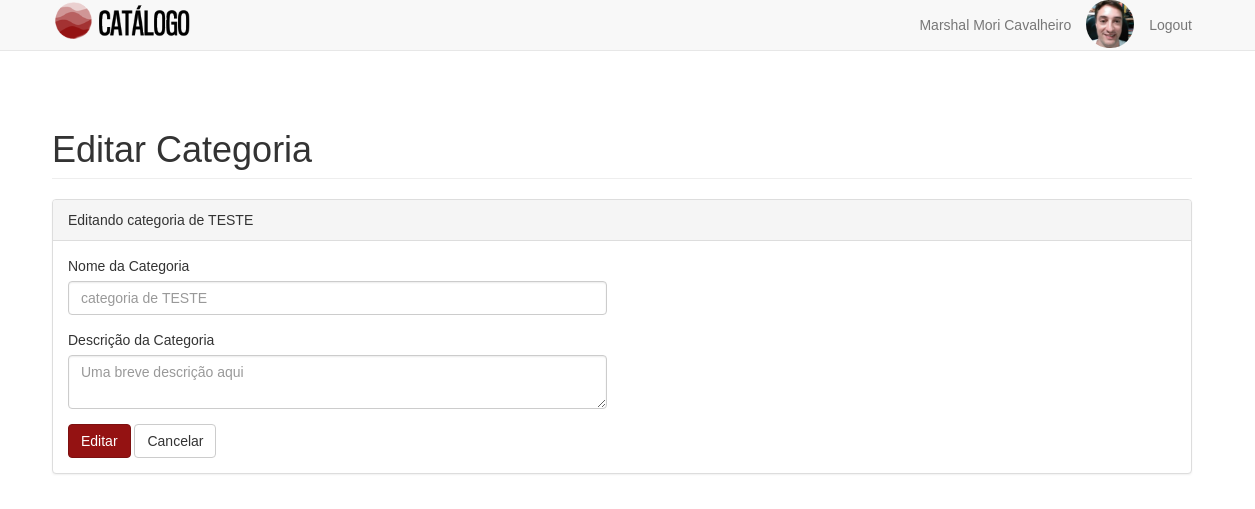 CATÁLOGO
Marshal Mori Cavalheiro
Logout
Editar Categoria
Editando categoria de TESTE
Nome da Categoria
categoria de TESTE
Descrição da Categoria
Uma breve descrição aqui
Editar
Cancelar